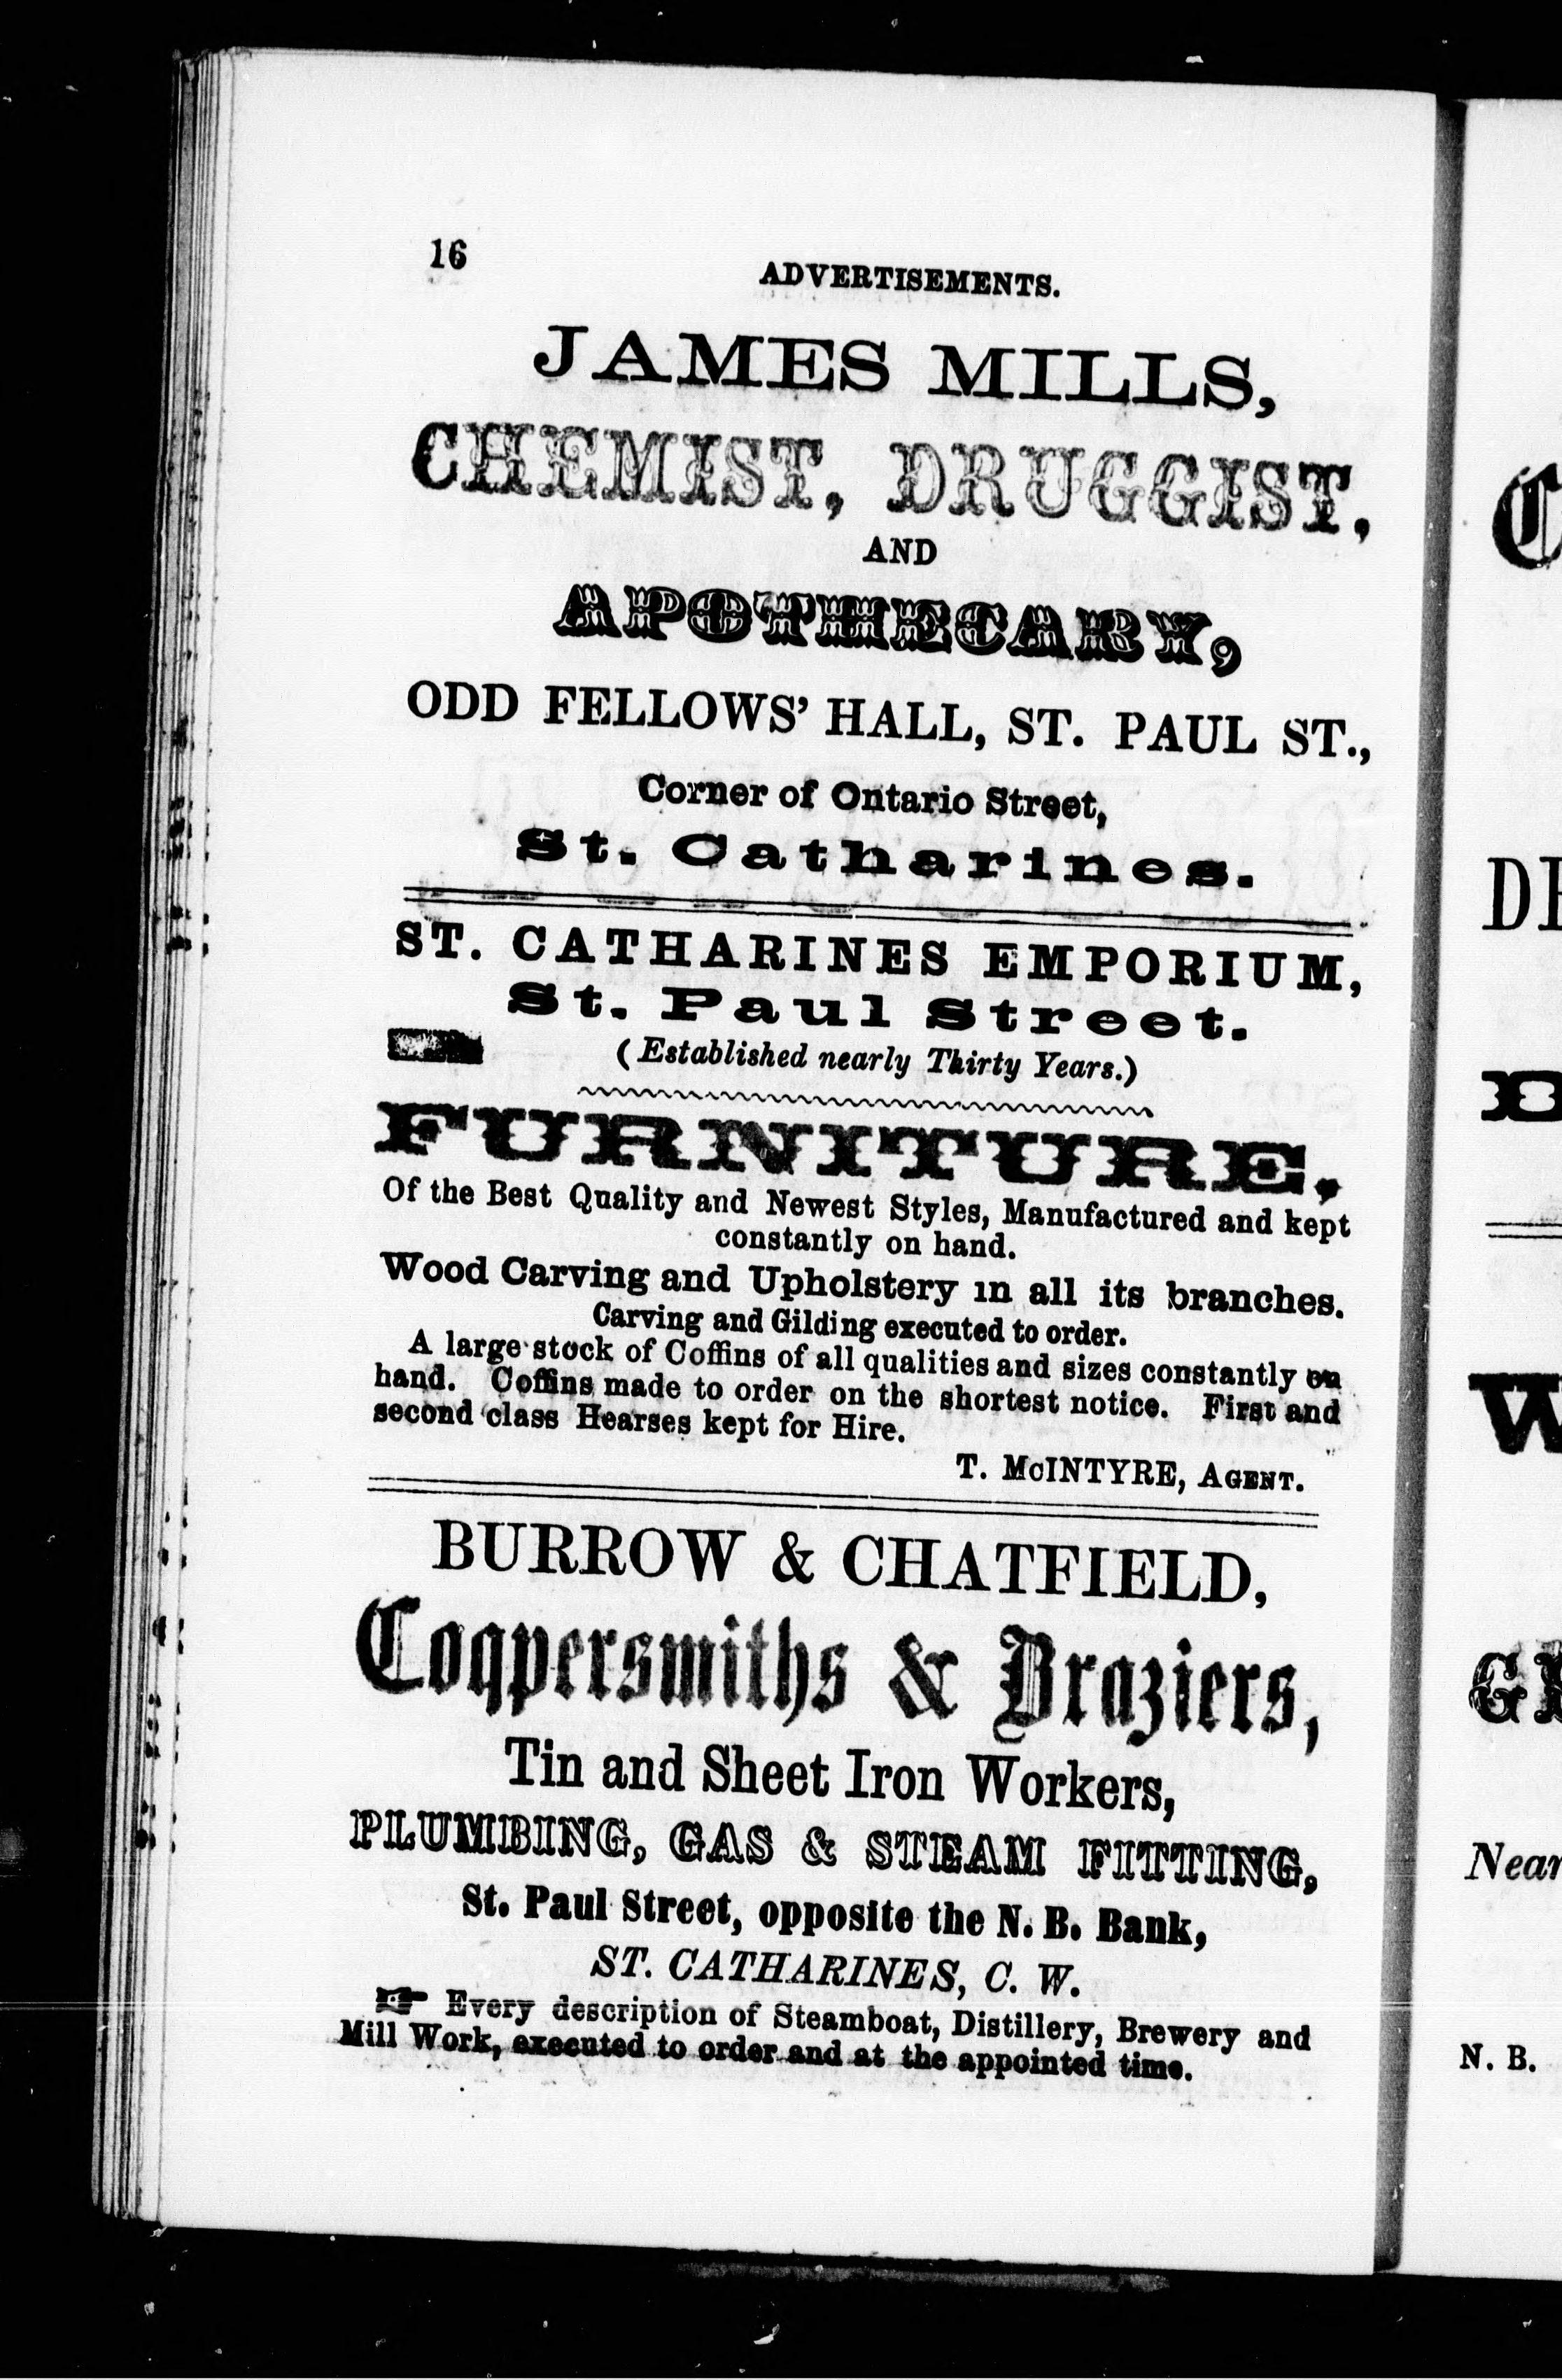 16
ADVERTISEMENTS.
JAMES MILLS,
CHEMIST, DRUGGIST,
AND
APOTHECARY,
ODD FELLOWS' HALL, ST. PAUL ST.,
Corner of Ontario Street,
St. Catharines.
ST. CATHARINES EMPORIUM,
St. Paul Street.
(Established nearly Thirty Years.)
FURNITURE,
Of the Best Quality and Newest Styles, Manufactured and kept
constantly on hand.
Wood Carving and Upholstery in all its branches.
Carving and Gilding executed to order.
A large stock of Coffins of all qualities and sizes constantly on
hand. Coffins made to order on the shortest notice. First and
second class Hearses kept for Hire.
T. McINTYRE, AGENT.
BURROW & CHATFIELD,
Coqpersmiths & Braziers,
Tin and Sheet Iron Workers,
PLUMBING, GAS & STEAM FITTING,
St. Paul Street, opposite the N. B. Bank,
ST. CATHARINES, C. W.
☞ Every description of Steamboat, Distillery, Brewery and
Mill Work, executed to order and at the appointed time.
C
W
Near
N. B.